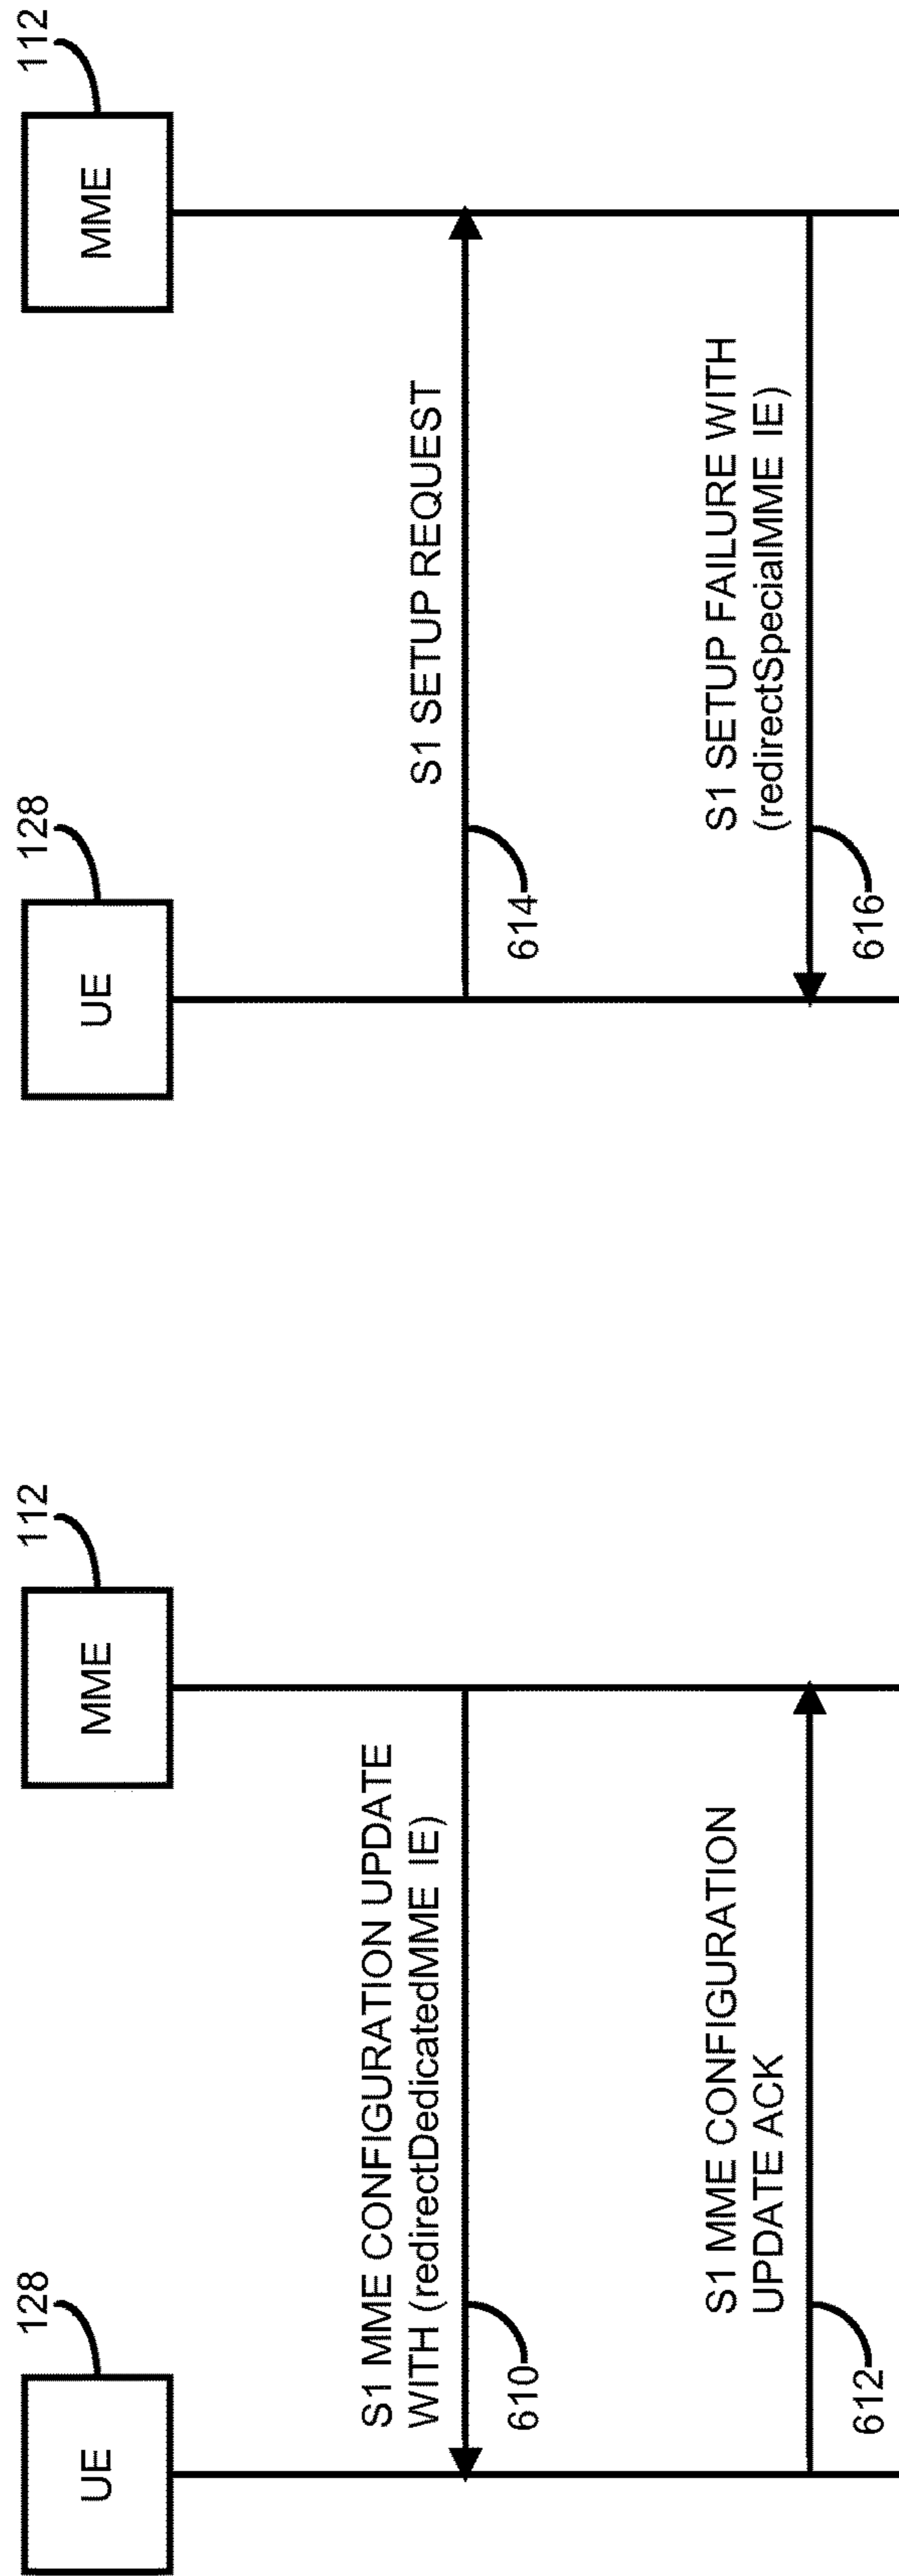 128
UE
112
MME
S1 MME CONFIGURATION UPDATE
WITH (redirectDedicatedMME IE)
610
S1 MME CONFIGURATION
UPDATE ACK
612
128
UE
112
MME
S1 SETUP REQUEST
614
S1 SETUP FAILURE WITH
(redirectSpecialMME IE)
616